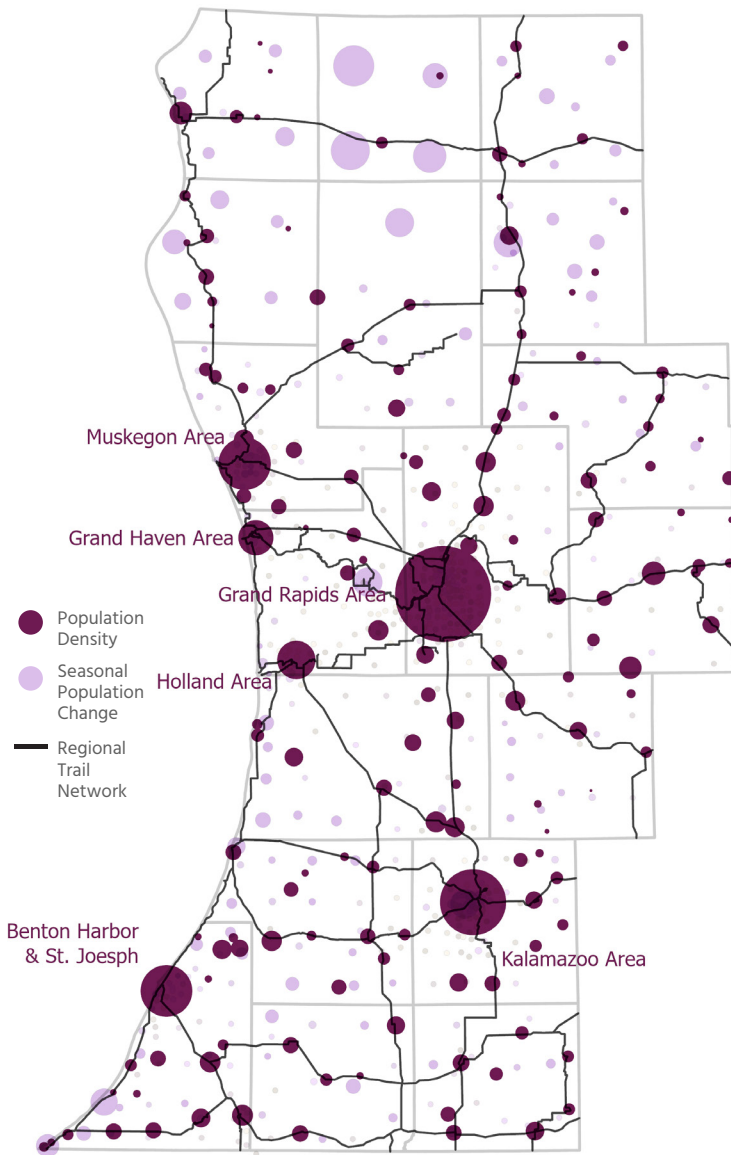 Muskegon Area
Grand Haven Area
Grand Rapids Area
Population
Density
Seasonal
Population
Change
Holland Area
Regional
Trail
Network
Benton Harbor
& St. Joesph
Kalamazoo Area